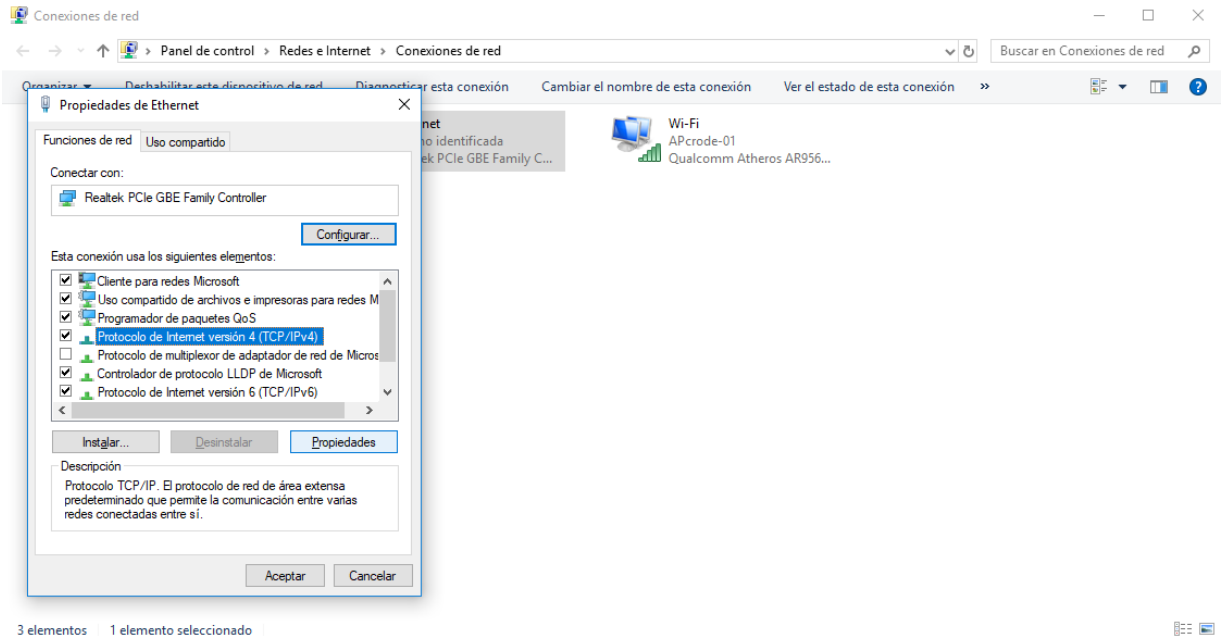 Conexiones de red
Panel de control > Redes e Internet > Conexiones de red
Buscar en Conexiones de red
Organizar Deshabilitar este dispositivo de red Diagnosticar esta conexión Cambiar el nombre de esta conexión Ver el estado de esta conexión »
Propiedades de Ethernet
Funciones de red Uso compartido
Conectar con:
Realtek PCIe GBE Family Controller
Configurar...
Esta conexión usa los siguientes elementos:
Cliente para redes Microsoft
Uso compartido de archivos e impresoras para redes M
Programador de paquetes QoS
Protocolo de Internet versión 4 (TCP/IPv4)
Protocolo de multiplexor de adaptador de red de Micros
Controlador de protocolo LLDP de Microsoft
Protocolo de Internet versión 6 (TCP/IPv6)
Instalar... Desinstalar Propiedades
Descripción
Protocolo TCP/IP. El protocolo de red de área extensa
predeterminado que permite la comunicación entre varias
redes conectadas entre sí.
Aceptar Cancelar
net
no identificada
ek PCIe GBE Family C...
Wi-Fi
APcrode-01
Qualcomm Atheros AR956...
3 elementos 1 elemento seleccionado